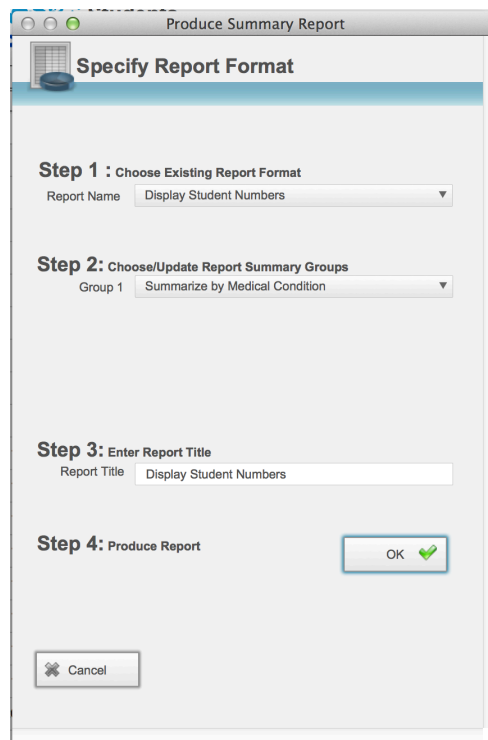 Produce Summary Report
Specify Report Format
Step 1 : Choose Existing Report Format
Report Name Display Student Numbers
Step 2: Choose/Update Report Summary Groups
Group 1 Summarize by Medical Condition
Step 3: Enter Report Title
Report Title Display Student Numbers
Step 4: Produce Report
OK
Cancel